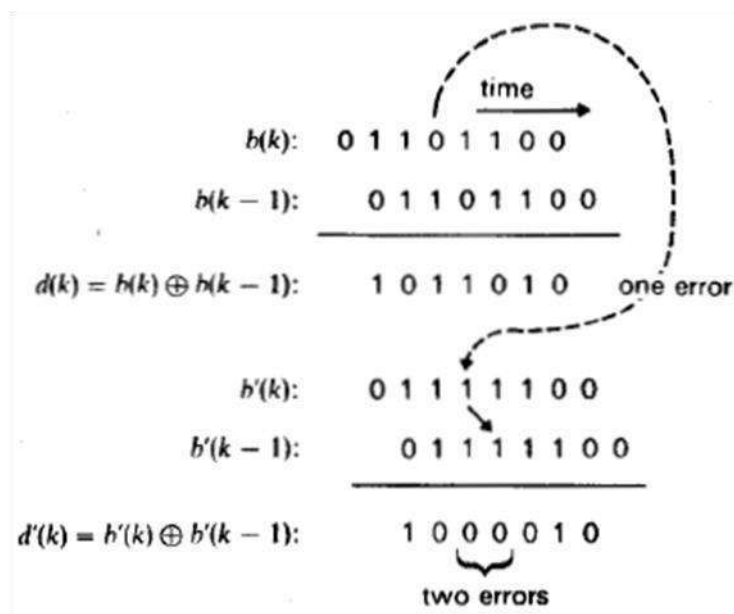 time
b(k): 0 1 1 0 1 1 0 0
b(k − 1): 0 1 1 0 1 1 0 0
d(k) = b(k) ⊕ b(k − 1): 1 0 1 1 0 1 0 one error
b′(k): 0 1 1 1 1 1 0 0
b′(k − 1): 0 1 1 1 1 1 0 0
d′(k) = b′(k) ⊕ b′(k − 1): 1 0 0 0 0 1 0
two errors